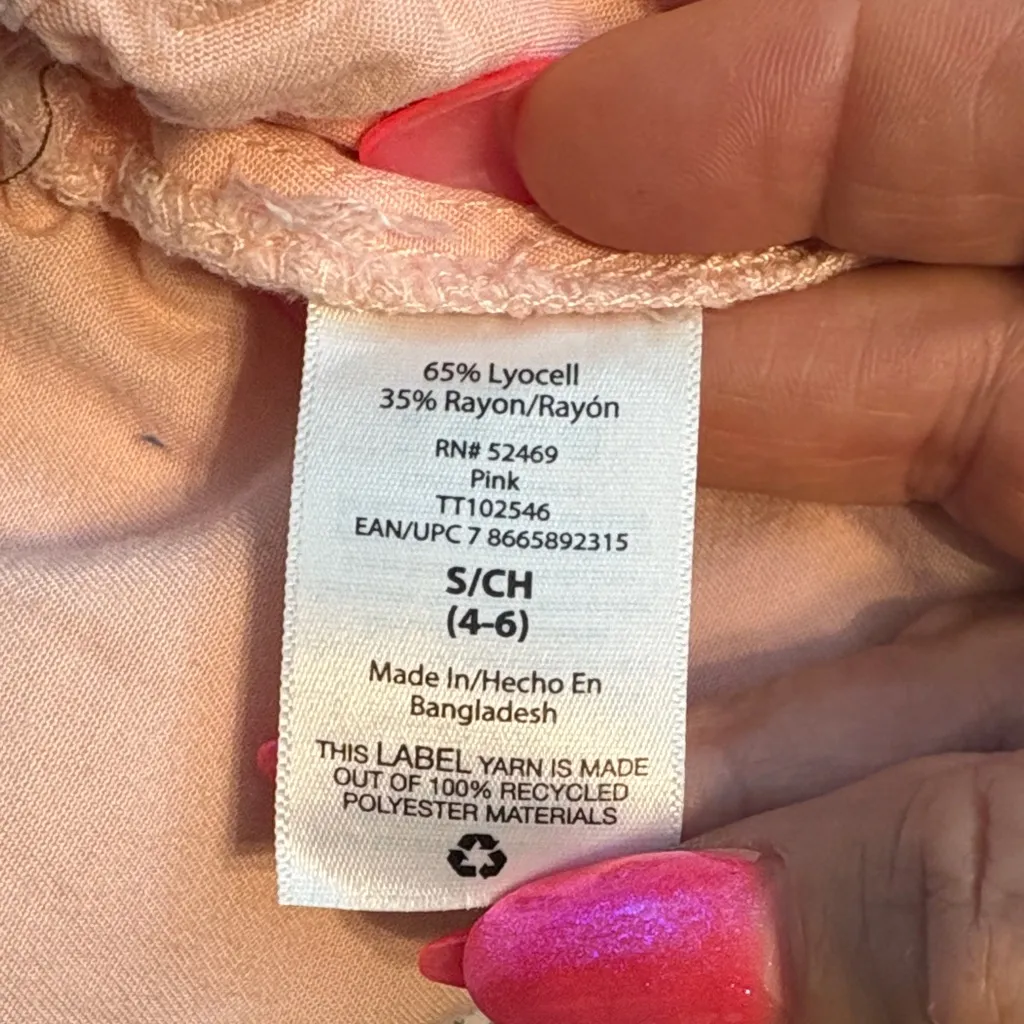 65% Lyocell
35% Rayon/Rayón
RN# 52469
Pink
TT102546
EAN/UPC 7 8665892315
S/CH
(4-6)
Made In/Hecho En
Bangladesh
THIS LABEL YARN IS MADE
OUT OF 100% RECYCLED
POLYESTER MATERIALS